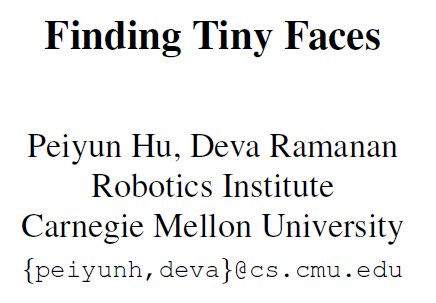 Finding Tiny Faces
Peiyun Hu, Deva Ramanan
Robotics Institute
Carnegie Mellon University
{peiyunh,deva}@cs.cmu.edu